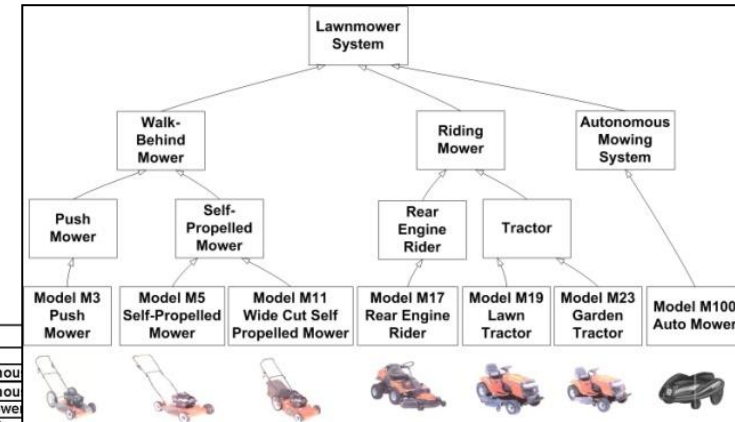 Lawnmower
System
Walk-
Behind
Mower
Riding
Mower
Autonomous
Mowing
System
Push
Mower
Self-
Propelled
Mower
Rear
Engine
Rider
Tractor
Model M3
Push
Mower
Model M5
Self-Propelled
Mower
Model M11
Wide Cut Self
Propelled Mower
Model M17
Rear Engine
Rider
Model M19
Lawn
Tractor
Model M23
Garden
Tractor
Model M100
Auto Mower